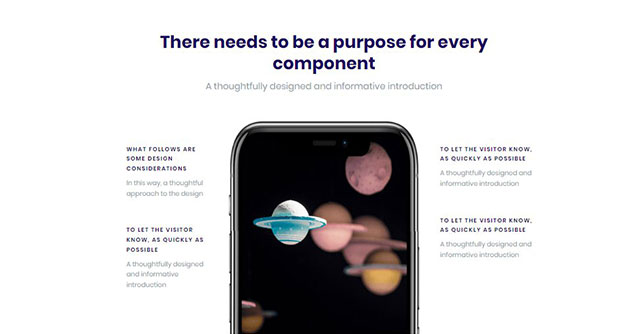 There needs to be a purpose for every
component
A thoughtfully designed and informative introduction
WHAT FOLLOWS ARE
SOME DESIGN
CONSIDERATIONS
In this way, a thoughtful
approach to the design
TO LET THE VISITOR
KNOW, AS QUICKLY AS
POSSIBLE
A thoughtfully designed
and informative
introduction
TO LET THE VISITOR KNOW,
AS QUICKLY AS POSSIBLE
A thoughtfully designed and
informative introduction
TO LET THE VISITOR KNOW,
AS QUICKLY AS POSSIBLE
A thoughtfully designed and
informative introduction